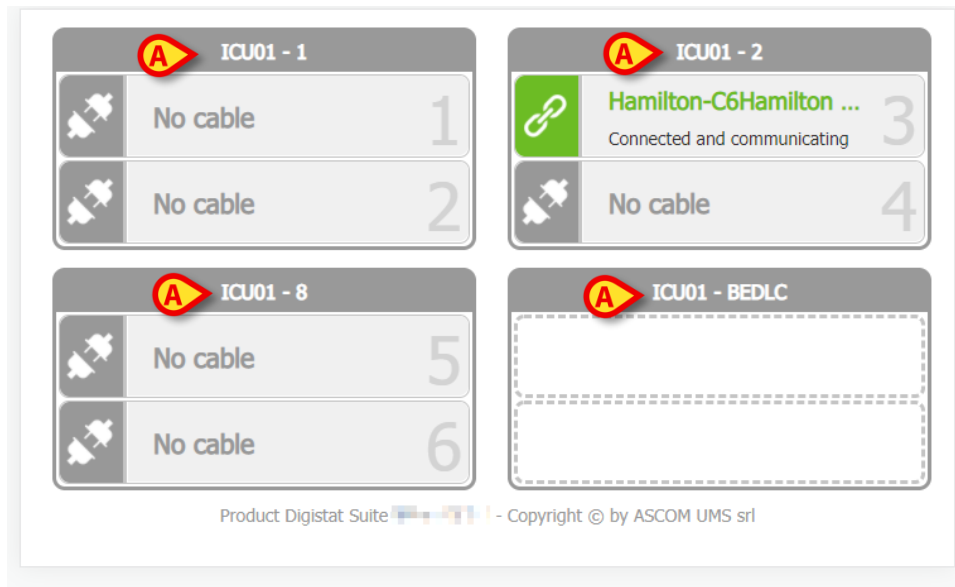 A ICU01 - 1
No cable 1
No cable 2
A ICU01 - 2
Hamilton-C6Hamilton ... 3
Connected and communicating
No cable 4
A ICU01 - 8
No cable 5
No cable 6
A ICU01 - BEDLC
Product Digistat Suite - Copyright © by ASCOM UMS srl